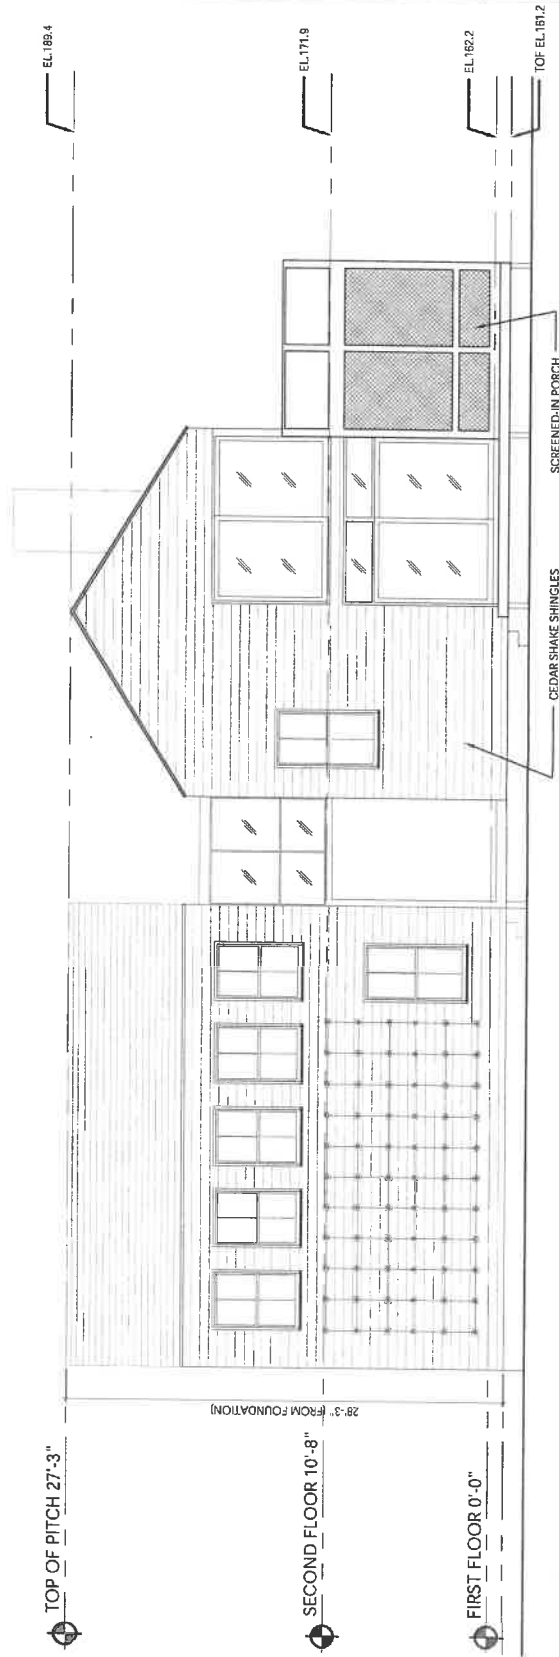 EL.189.4
EL.171.9
EL.162.2
TOF EL.161.2
SCREENED-IN PORCH
CEDAR SHAKE SHINGLES
28'-3" (FROM FOUNDATION)
TOP OF PITCH 27'-3"
SECOND FLOOR 10'-8"
FIRST FLOOR 0'-0"